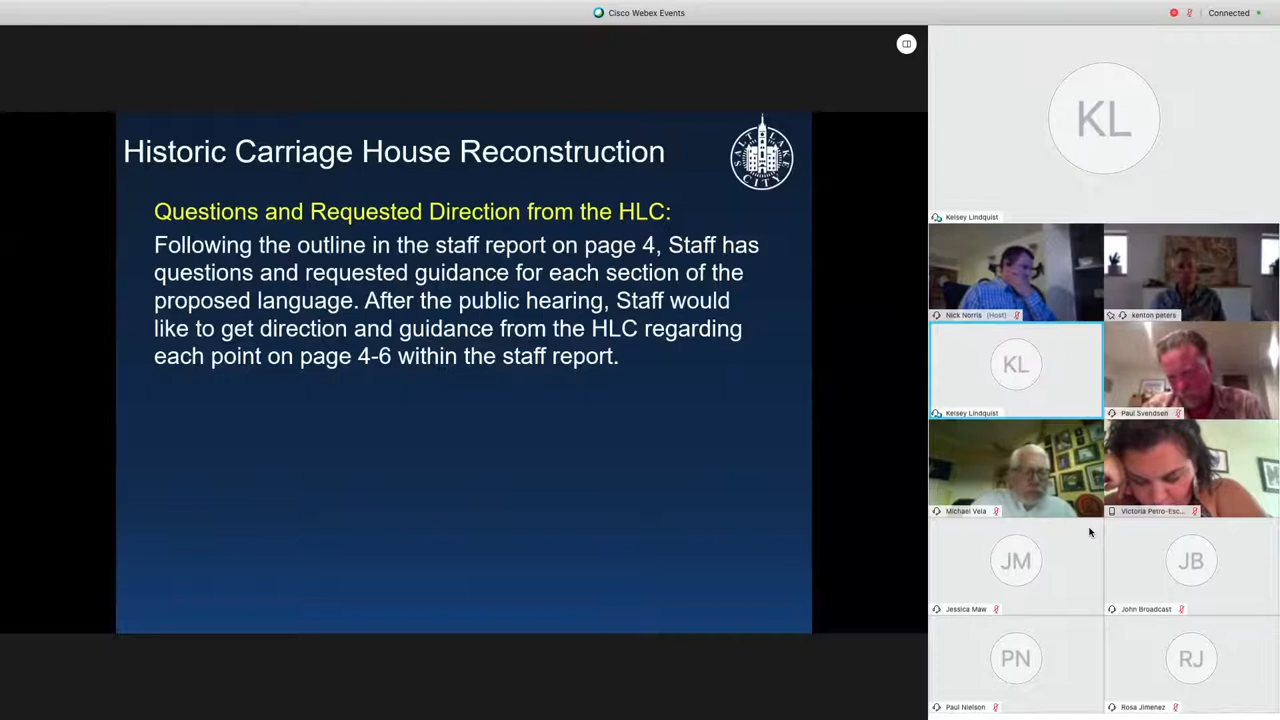 Cisco Webex Events
Connected
Historic Carriage House Reconstruction
SALT LAKE CITY
Questions and Requested Direction from the HLC:
Following the outline in the staff report on page 4, Staff has
questions and requested guidance for each section of the
proposed language. After the public hearing, Staff would
like to get direction and guidance from the HLC regarding
each point on page 4-6 within the staff report.
KL
Kelsey Lindquist
Nick Norris (Host)
kenton peters
KL
Kelsey Lindquist
Paul Svendsen
Michael Vela
Victoria Petro-Esc...
JM
Jessica Maw
JB
John Broadcast
PN
Paul Nielson
RJ
Rosa Jimenez